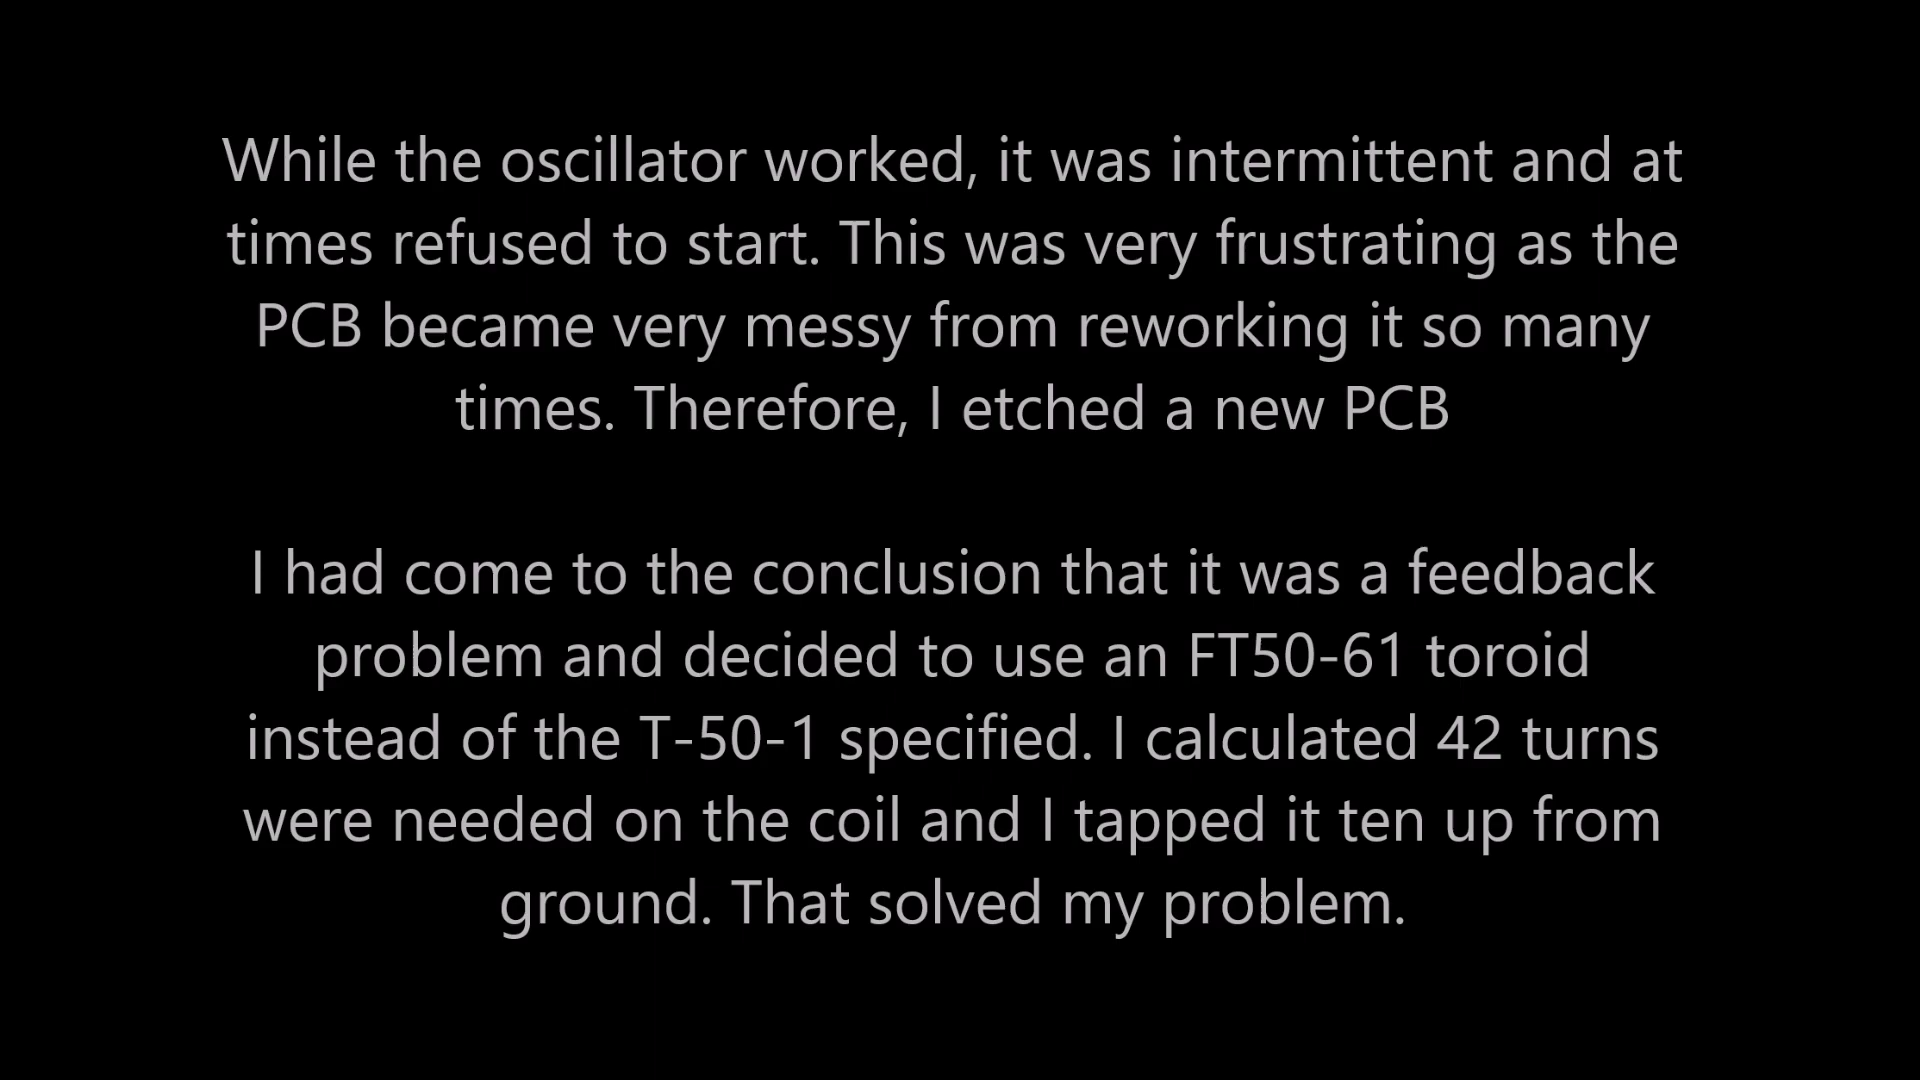 While the oscillator worked, it was intermittent and at
times refused to start. This was very frustrating as the
PCB became very messy from reworking it so many
times. Therefore, I etched a new PCB
I had come to the conclusion that it was a feedback
problem and decided to use an FT50-61 toroid
instead of the T-50-1 specified. I calculated 42 turns
were needed on the coil and I tapped it ten up from
ground. That solved my problem.